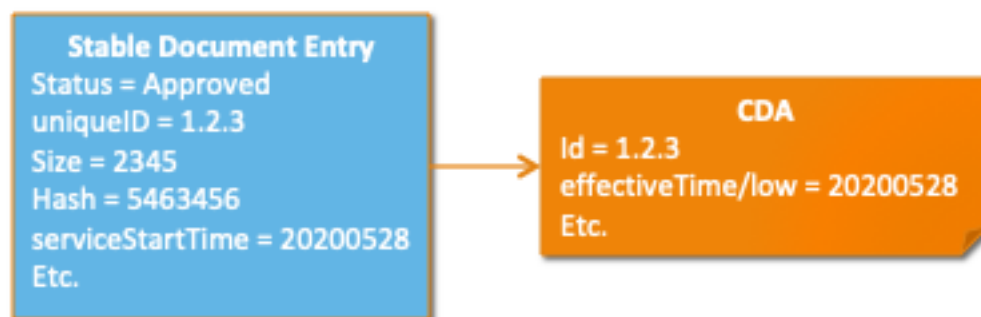 Stable Document Entry
Status = Approved
uniqueID = 1.2.3
Size = 2345
Hash = 5463456
serviceStartTime = 20200528
Etc.
CDA
Id = 1.2.3
effectiveTime/low = 20200528
Etc.